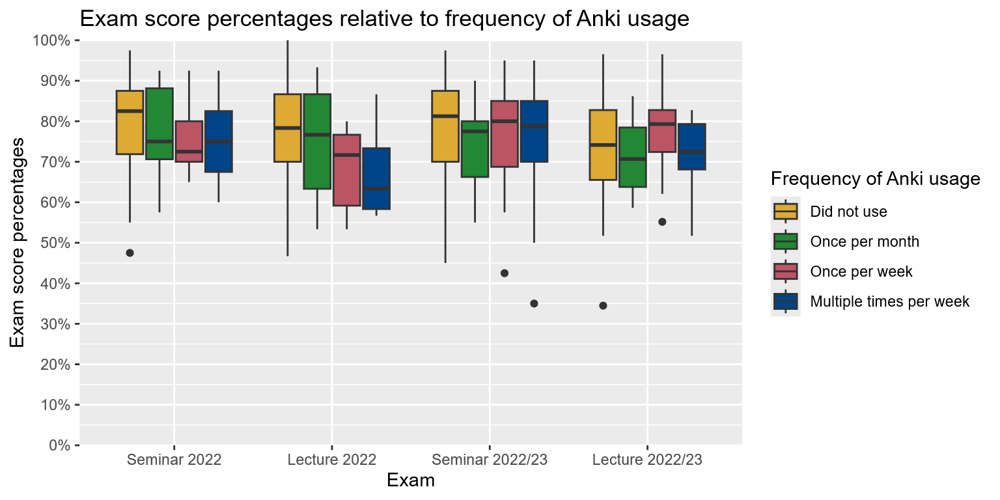 Exam score percentages relative to frequency of Anki usage
Exam score percentages
100%
90%
80%
70%
60%
50%
40%
30%
20%
10%
0%
Seminar 2022
Lecture 2022
Seminar 2022/23
Lecture 2022/23
Exam
Frequency of Anki usage
Did not use
Once per month
Once per week
Multiple times per week